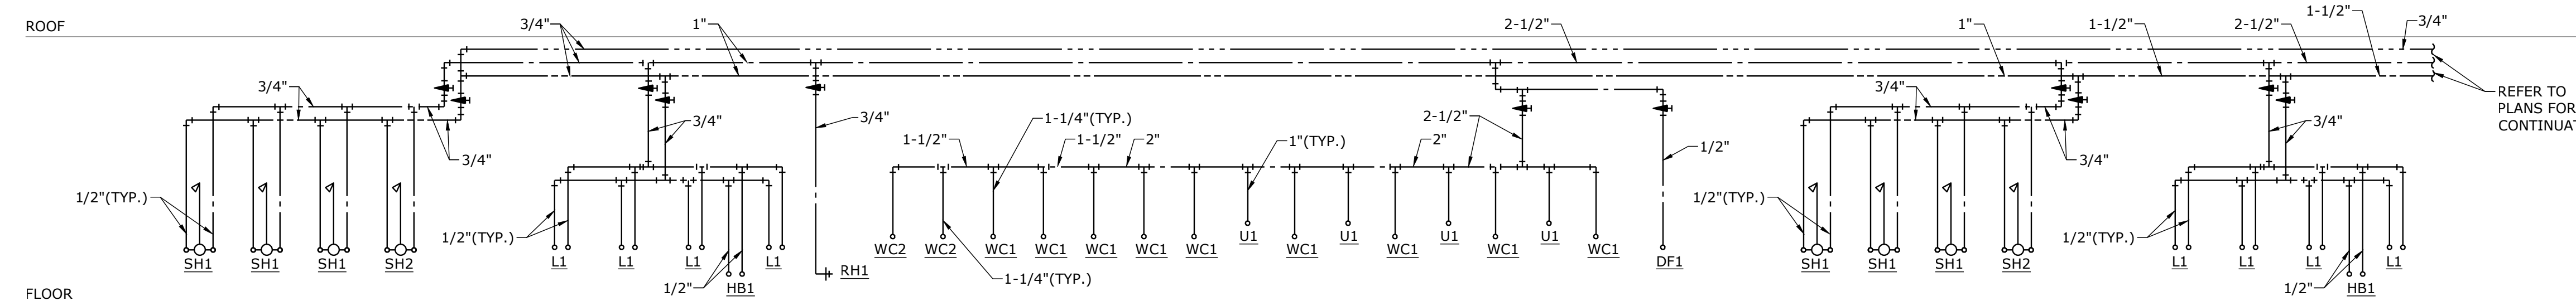 ROOF
3/4"
1"
2-1/2"
1"
1-1/2"
2-1/2"
1-1/2"
3/4"
3/4"
3/4"
3/4"
3/4"
1-1/2"
1-1/4"(TYP.)
1-1/2"
2"
1"(TYP.)
2"
2-1/2"
1/2"
3/4"
3/4"
3/4"
REFER TO
PLANS FOR
CONTINUAT
1/2"(TYP.)
1/2"(TYP.)
1/2"(TYP.)
1/2"(TYP.)
SH1
SH1
SH1
SH2
L1
L1
L1
L1
1/2"
HB1
RH1
WC2
WC2
WC1
WC1
WC1
WC1
WC1
U1
WC1
U1
WC1
U1
WC1
U1
WC1
1-1/4"(TYP.)
DF1
SH1
SH1
SH1
SH2
L1
L1
L1
L1
1/2"
HB1
FLOOR